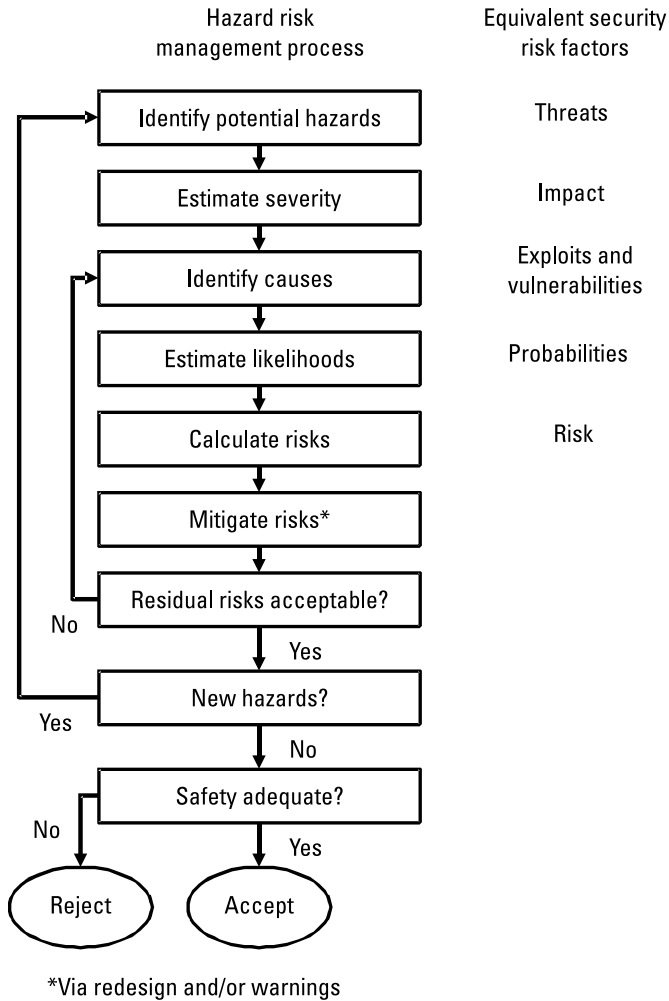 Hazard risk
management process
Equivalent security
risk factors
Identify potential hazards
Threats
Estimate severity
Impact
Identify causes
Exploits and
vulnerabilities
Estimate likelihoods
Probabilities
Calculate risks
Risk
Mitigate risks*
Residual risks acceptable?
No
Yes
New hazards?
Yes
No
Safety adequate?
No
Yes
Reject
Accept
*Via redesign and/or warnings